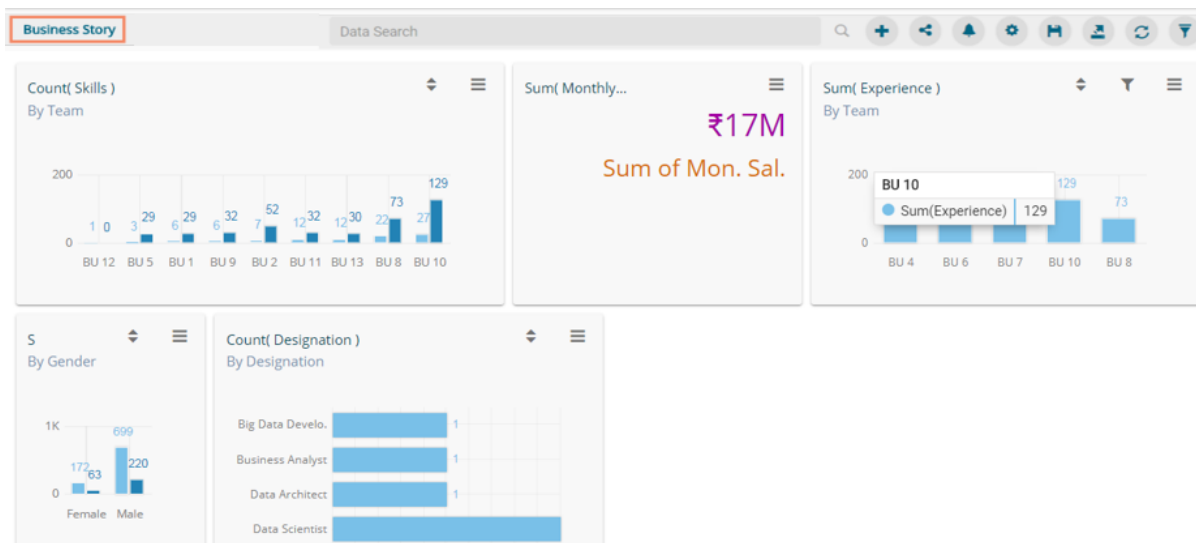 Business Story
Data Search
Count( Skills )
By Team
200
0
1 0 3 29 6 29 6 32 7 52 12 32 12 30 22 73 27 129
BU 12 BU 5 BU 1 BU 9 BU 2 BU 11 BU 13 BU 8 BU 10
Sum( Monthly...
₹17M
Sum of Mon. Sal.
Sum( Experience )
By Team
200
0
129 73
BU 10
Sum(Experience) 129
BU 4 BU 6 BU 7 BU 10 BU 8
S
By Gender
1K
0
172 63 699 220
Female Male
Count( Designation )
By Designation
Big Data Develo. 1
Business Analyst 1
Data Architect 1
Data Scientist